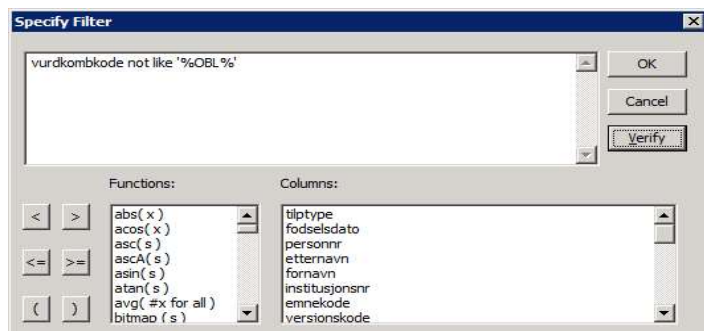 Specify Filter
vurdkombkode not like '%OBL%'
OK
Cancel
Verify
Functions:
Columns:
< >
<= >=
( )
abs( x )
acos( x )
asc( s )
ascA( s )
asin( s )
atan( s )
avg( #x for all )
bitmap ( s )
tilptype
fodselsdato
personnr
etternavn
fornavn
institusjonsnr
emnekode
versionskode